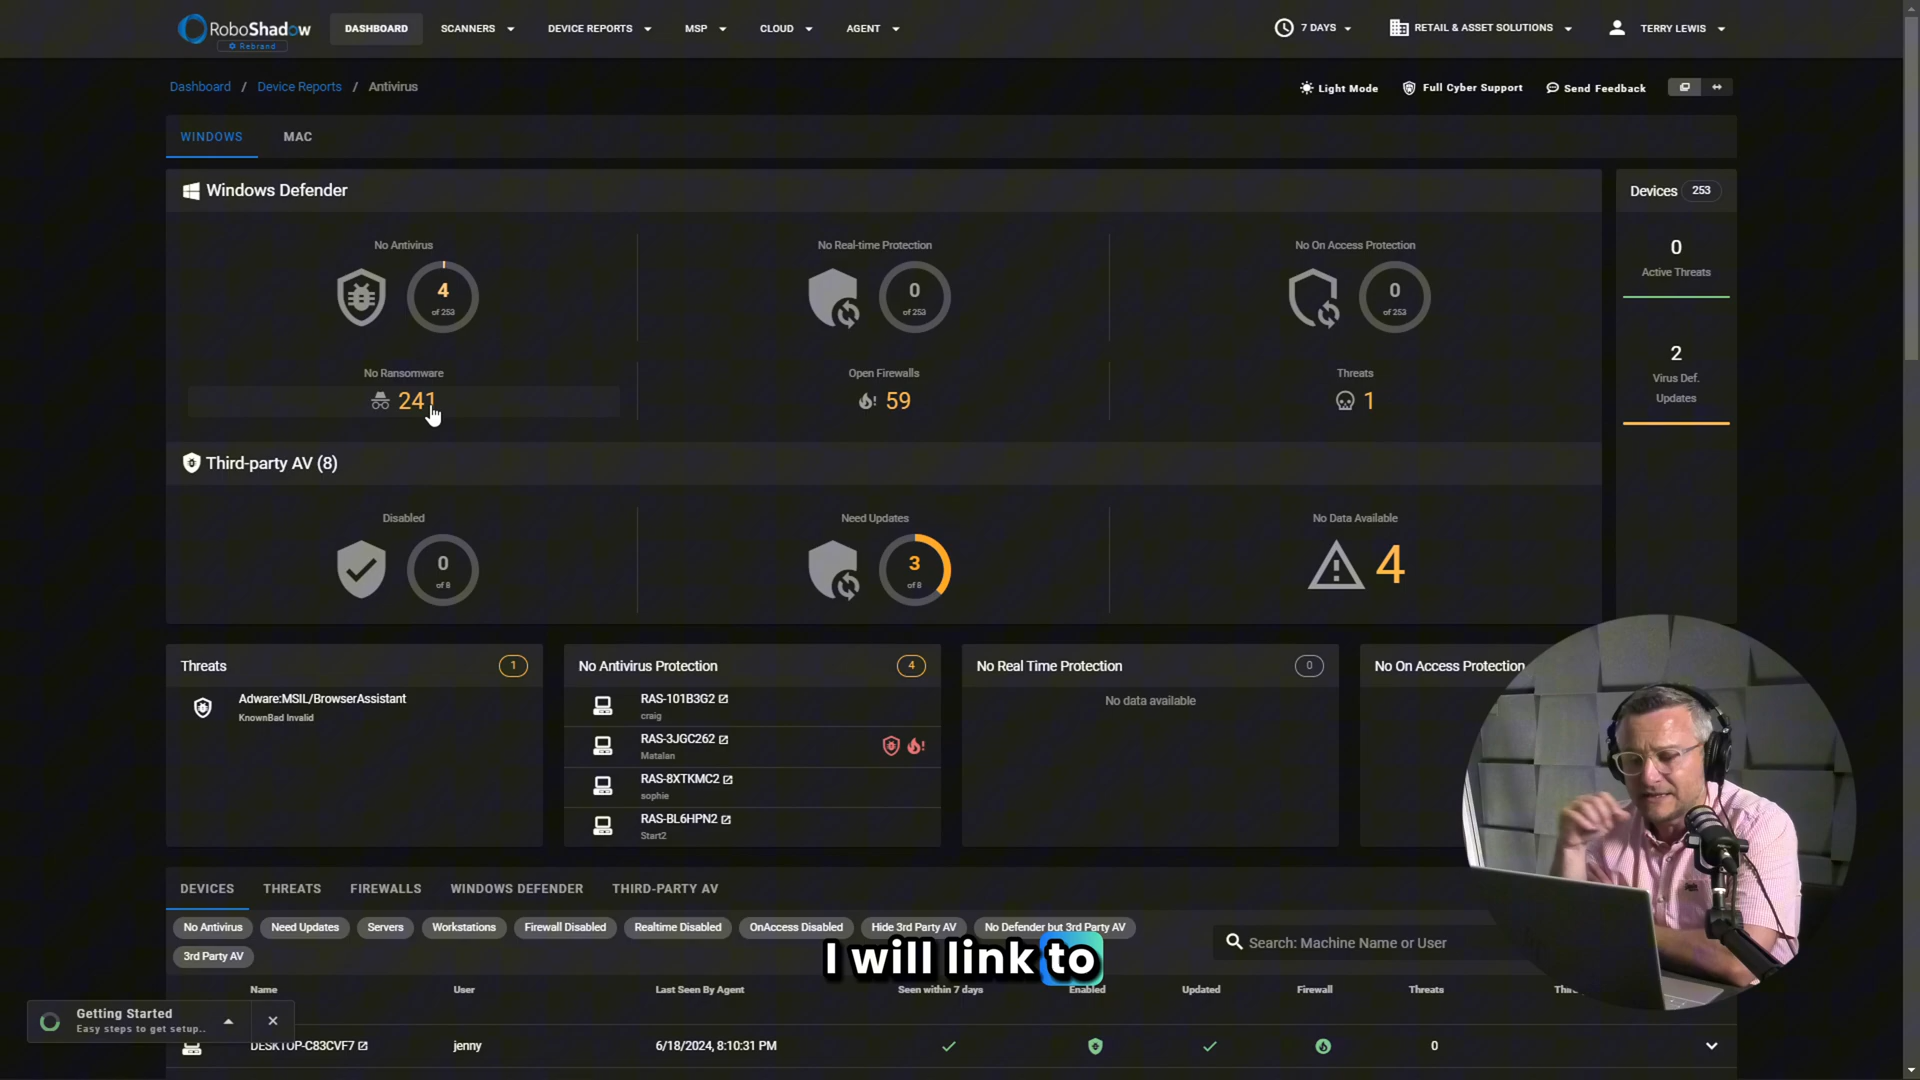 RoboShadow
Rebrand
DASHBOARD
SCANNERS
DEVICE REPORTS
MSP
CLOUD
AGENT
7 DAYS
RETAIL & ASSET SOLUTIONS
TERRY LEWIS
Dashboard / Device Reports / Antivirus
Light Mode
Full Cyber Support
Send Feedback
WINDOWS
MAC
Windows Defender
Devices 253
No Antivirus
4
of 253
No Real-time Protection
0
of 253
No On Access Protection
0
of 253
0
Active Threats
No Ransomware
241
Open Firewalls
59
Threats
1
2
Virus Def.
Updates
Third-party AV (8)
Disabled
0
of 8
Need Updates
3
of 8
No Data Available
4
Threats 1
Adware:MSIL/BrowserAssistant
KnownBad Invalid
No Antivirus Protection 4
RAS-101B3G2
craig
RAS-3JGC262
Matalan
RAS-8XTKMC2
sophie
RAS-BL6HPN2
Start2
No Real Time Protection 0
No data available
No On Access Protection
DEVICES
THREATS
FIREWALLS
WINDOWS DEFENDER
THIRD-PARTY AV
No Antivirus
Need Updates
Servers
Workstations
Firewall Disabled
Realtime Disabled
OnAccess Disabled
Hide 3rd Party AV
No Defender but 3rd Party AV
3rd Party AV
Search: Machine Name or User
I will link to
Name
User
Last Seen By Agent
Seen within 7 days
Enabled
Updated
Firewall
Threats
Getting Started
Easy steps to get setup..
DESKTOP-C83CVF7
jenny
6/18/2024, 8:10:31 PM
0